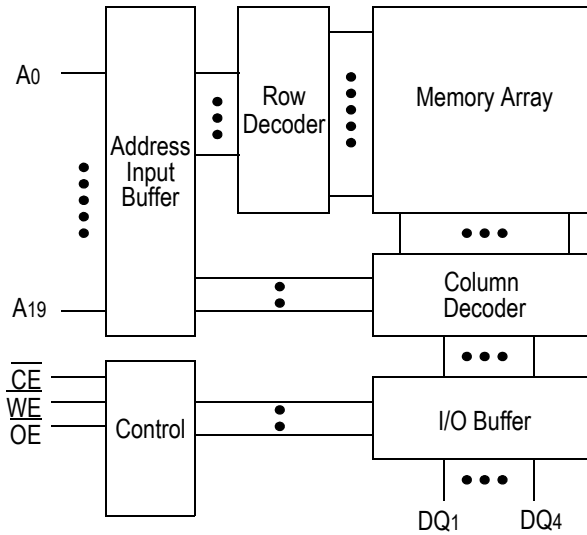 A0
Address
Input
Buffer
Row
Decoder
Memory Array
A19
Column
Decoder
CE
WE
OE
Control
I/O Buffer
DQ1
DQ4